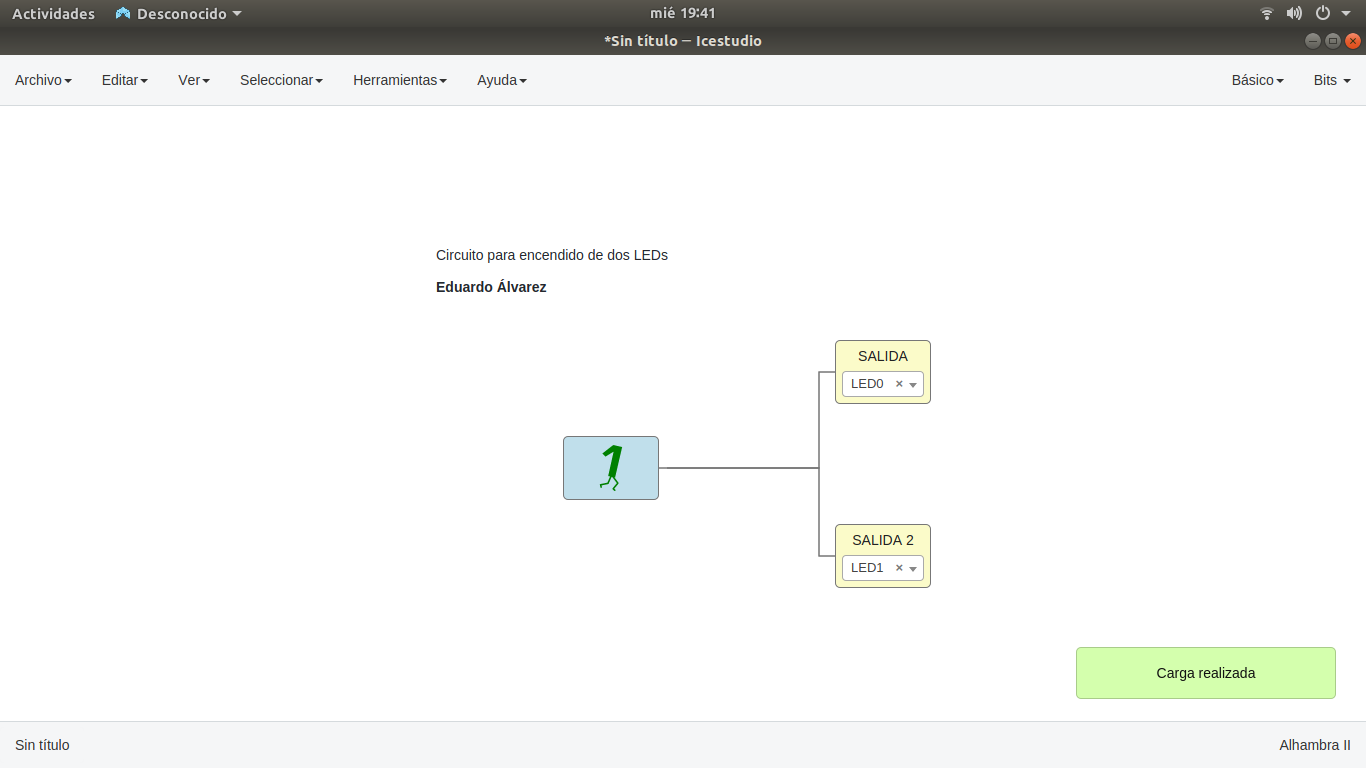 Actividades Desconocido mié 19:41
*Sin título — Icestudio
Archivo Editar Ver Seleccionar Herramientas Ayuda Básico Bits
Circuito para encendido de dos LEDs
Eduardo Álvarez
SALIDA
LED0 ×
1
SALIDA 2
LED1 ×
Carga realizada
Sin título Alhambra II